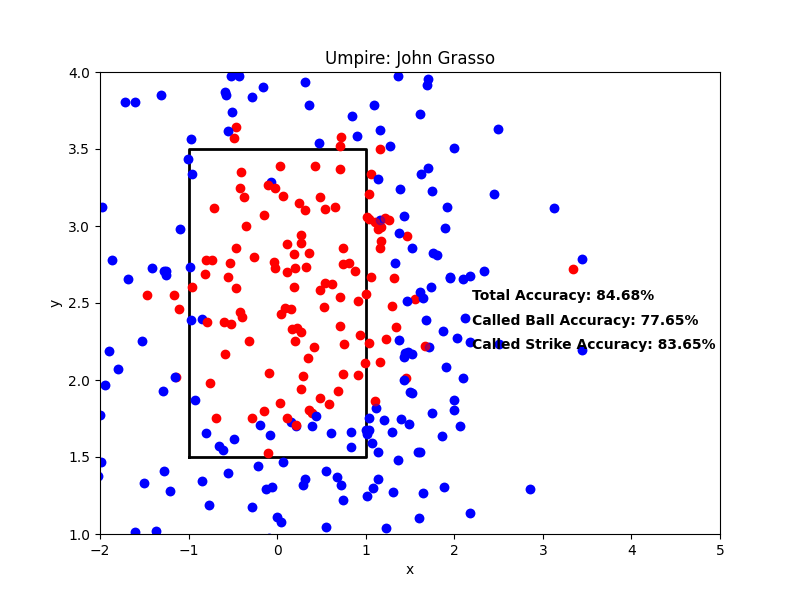 Umpire: John Grasso
4.0
3.5
3.0
2.5
2.0
1.5
1.0
y
Total Accuracy: 84.68%
Called Ball Accuracy: 77.65%
Called Strike Accuracy: 83.65%
−2 −1 0 1 2 3 4 5
x